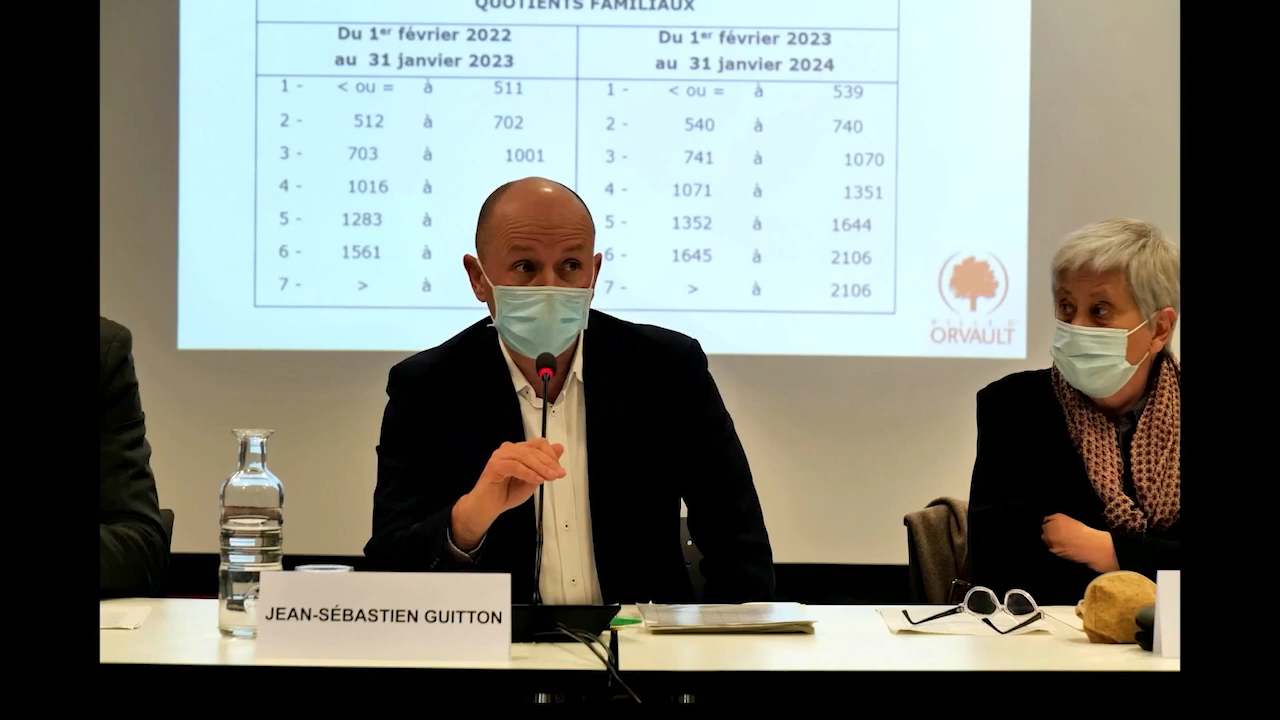 QUOTIENTS FAMILIAUX
Du 1er février 2022
au 31 janvier 2023
1 - < ou = à 511
2 - 512 à 702
3 - 703 à 1001
4 - 1016 à
5 - 1283 à
6 - 1561 à
7 - > à
Du 1er février 2023
au 31 janvier 2024
1 - < ou = à 539
2 - 540 à 740
3 - 741 à 1070
4 - 1071 à 1351
5 - 1352 à 1644
6 - 1645 à 2106
7 - > à 2106
VILLE D'
ORVAULT
JEAN-SÉBASTIEN GUITTON